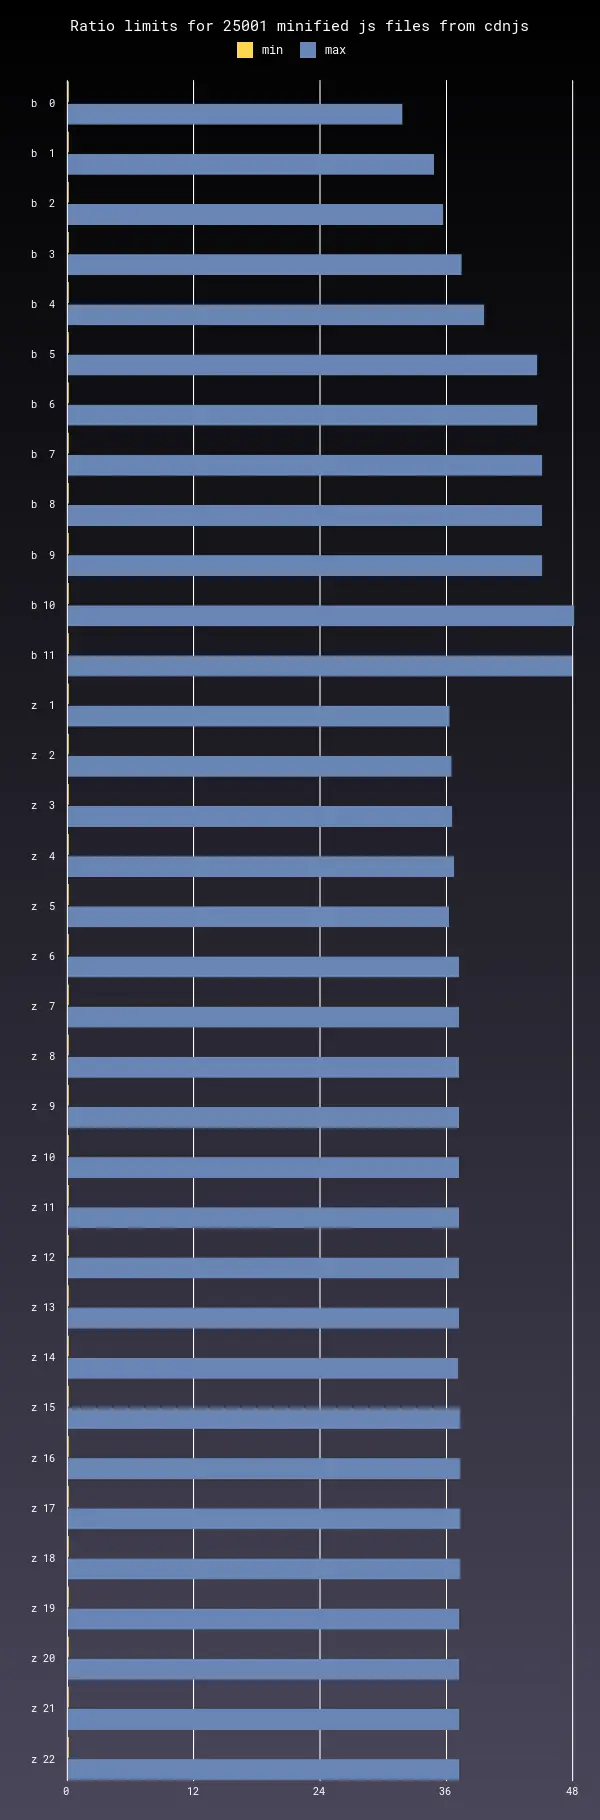 Ratio limits for 25001 minified js files from cdnjs
min max
b 0
b 1
b 2
b 3
b 4
b 5
b 6
b 7
b 8
b 9
b 10
b 11
z 1
z 2
z 3
z 4
z 5
z 6
z 7
z 8
z 9
z 10
z 11
z 12
z 13
z 14
z 15
z 16
z 17
z 18
z 19
z 20
z 21
z 22
0 12 24 36 48